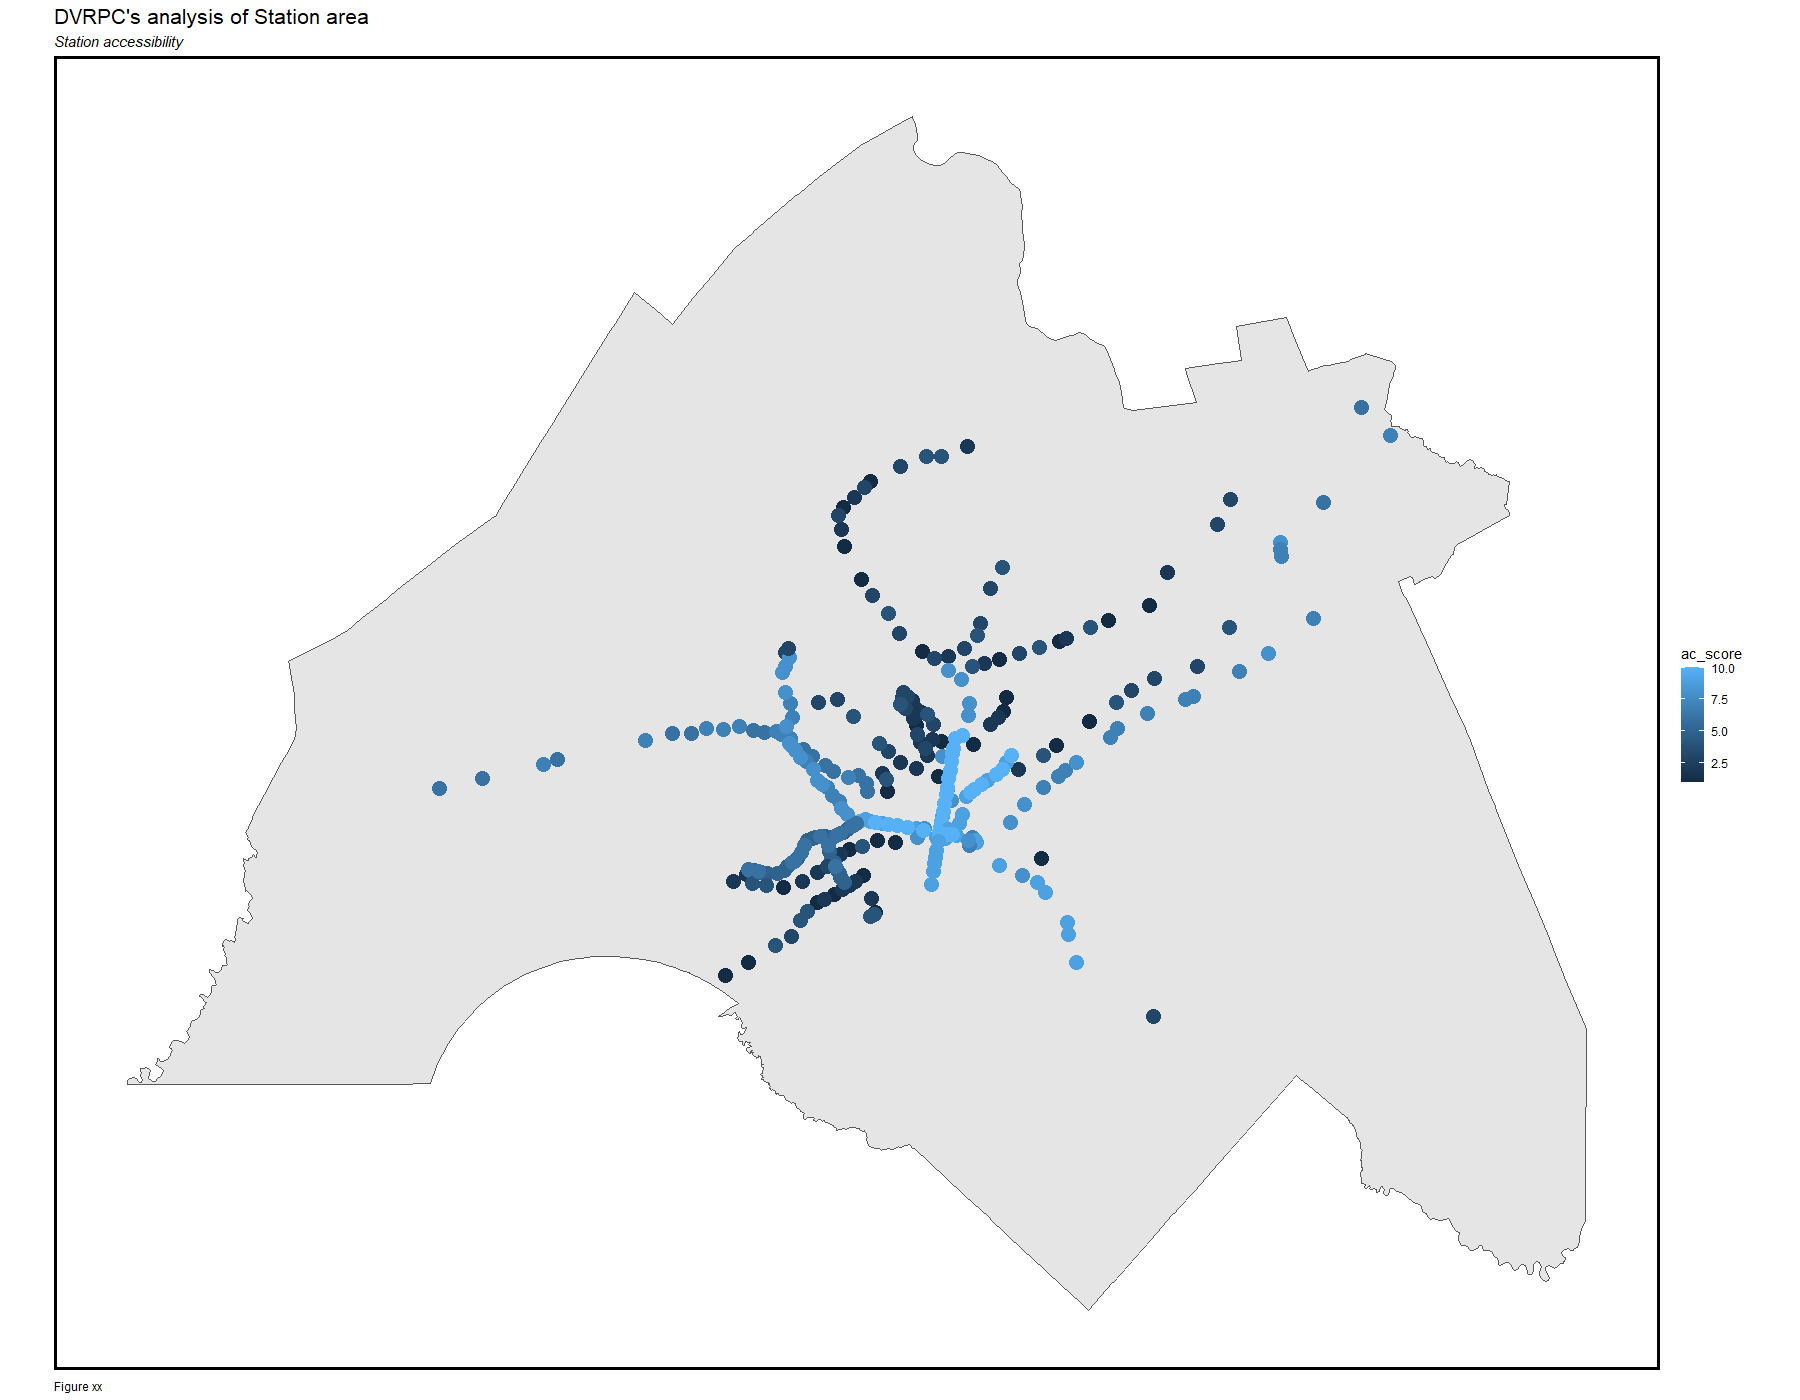 DVRPC's analysis of Station area
Station accessibility
ac_score
10.0
7.5
5.0
2.5
Figure xx